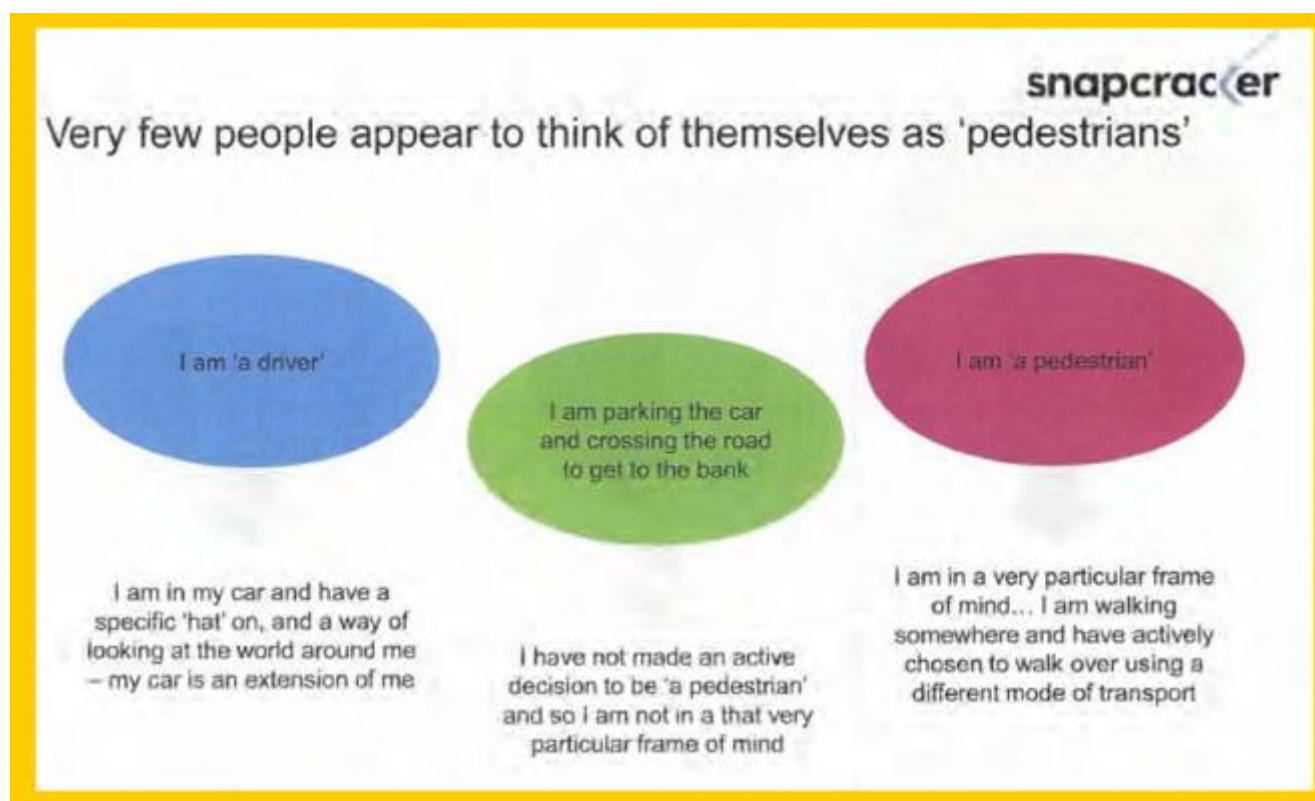 snapcracker
Very few people appear to think of themselves as 'pedestrians'
I am 'a driver'
I am in my car and have a
specific 'hat' on, and a way of
looking at the world around me
– my car is an extension of me
I am parking the car
and crossing the road
to get to the bank
I have not made an active
decision to be 'a pedestrian'
and so I am not in a that very
particular frame of mind
I am 'a pedestrian'
I am in a very particular frame
of mind... I am walking
somewhere and have actively
chosen to walk over using a
different mode of transport